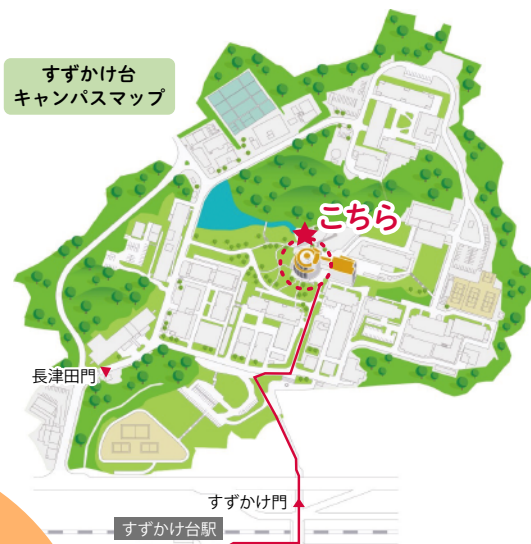 すずかけ台
キャンパスマップ
こちら
長津田門
すずかけ門
すずかけ台駅